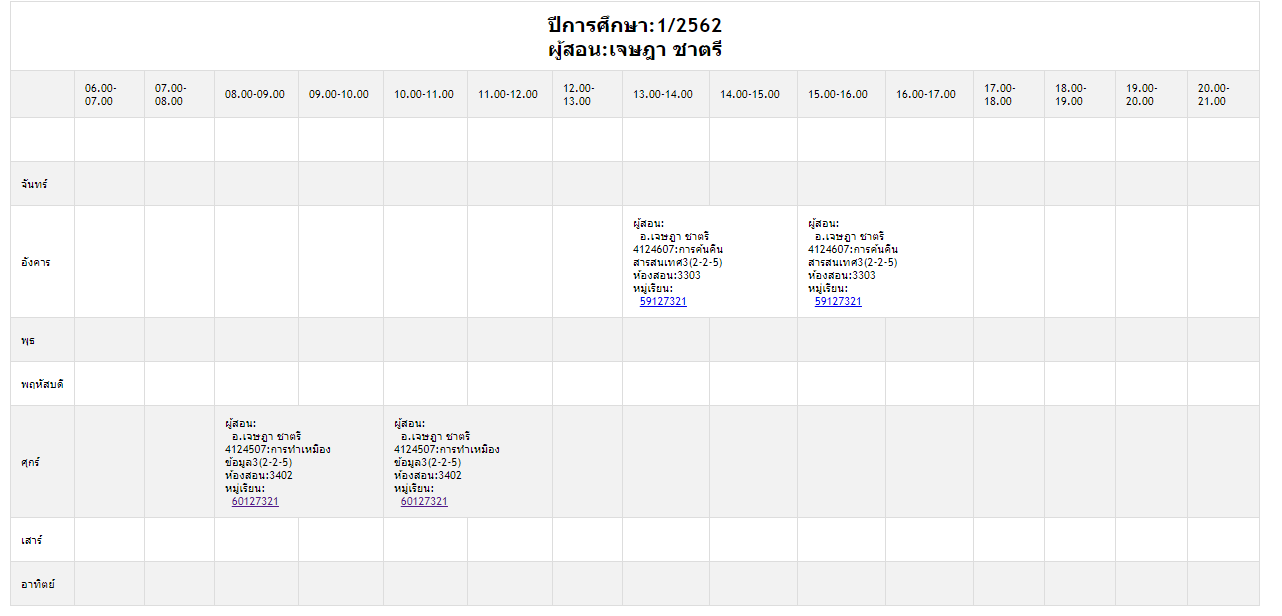 ปีการศึกษา:1/2562
ผู้สอน:เจษฎา ชาตรี
06.00-
07.00
07.00-
08.00
08.00-09.00
09.00-10.00
10.00-11.00
11.00-12.00
12.00-
13.00
13.00-14.00
14.00-15.00
15.00-16.00
16.00-17.00
17.00-
18.00
18.00-
19.00
19.00-
20.00
20.00-
21.00
จันทร์
อังคาร
ผู้สอน:
อ.เจษฎา ชาตรี
4124607:การค้นคืน
สารสนเทศ3(2-2-5)
ห้องสอน:3303
หมู่เรียน:
59127321
ผู้สอน:
อ.เจษฎา ชาตรี
4124607:การค้นคืน
สารสนเทศ3(2-2-5)
ห้องสอน:3303
หมู่เรียน:
59127321
พุธ
พฤหัสบดี
ศุกร์
ผู้สอน:
อ.เจษฎา ชาตรี
4124507:การทำเหมือง
ข้อมูล3(2-2-5)
ห้องสอน:3402
หมู่เรียน:
60127321
ผู้สอน:
อ.เจษฎา ชาตรี
4124507:การทำเหมือง
ข้อมูล3(2-2-5)
ห้องสอน:3402
หมู่เรียน:
60127321
เสาร์
อาทิตย์